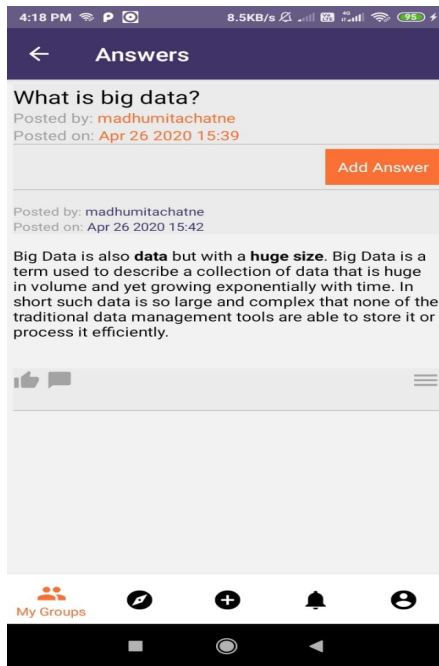 4:18 PM P 8.5KB/s 4G 95
Answers
What is big data?
Posted by: madhumitachatne
Posted on: Apr 26 2020 15:39
Add Answer
Posted by: madhumitachatne
Posted on: Apr 26 2020 15:42
Big Data is also data but with a huge size. Big Data is a
term used to describe a collection of data that is huge
in volume and yet growing exponentially with time. In
short such data is so large and complex that none of the
traditional data management tools are able to store it or
process it efficiently.
My Groups